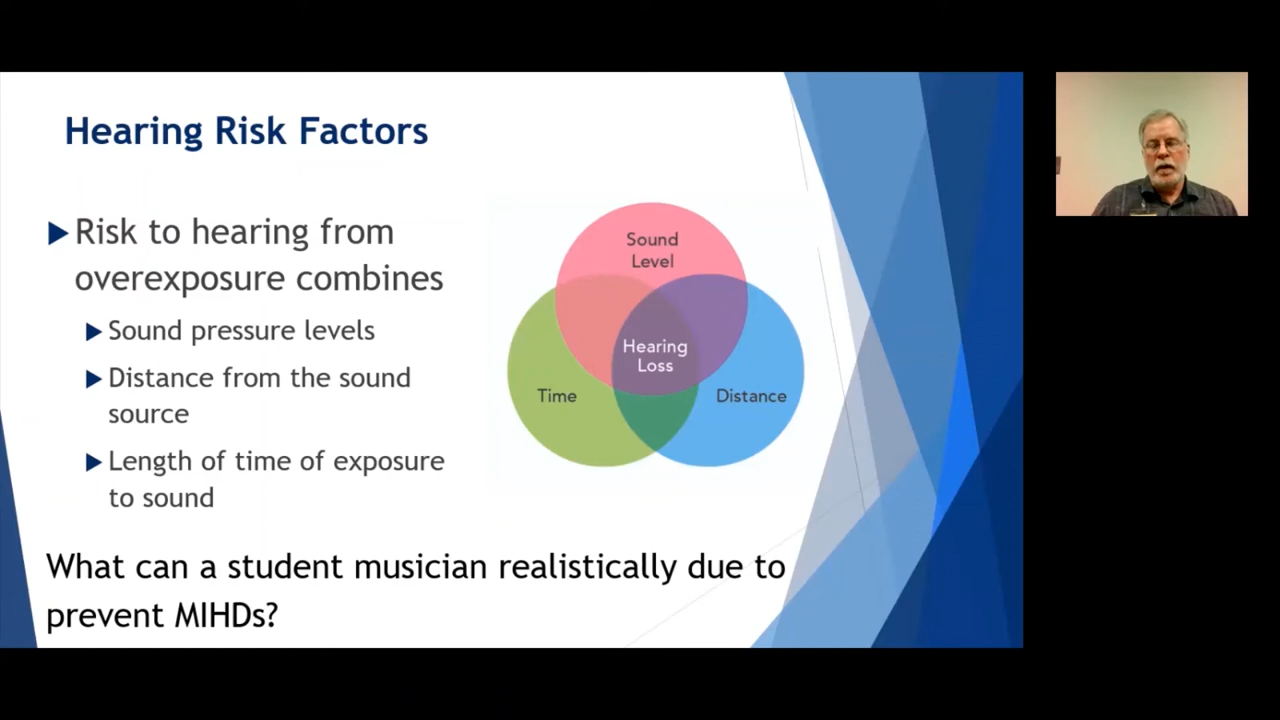 Hearing Risk Factors
Risk to hearing from
overexposure combines
Sound pressure levels
Distance from the sound
source
Length of time of exposure
to sound
Sound
Level
Hearing
Loss
Time
Distance
What can a student musician realistically due to
prevent MIHDs?